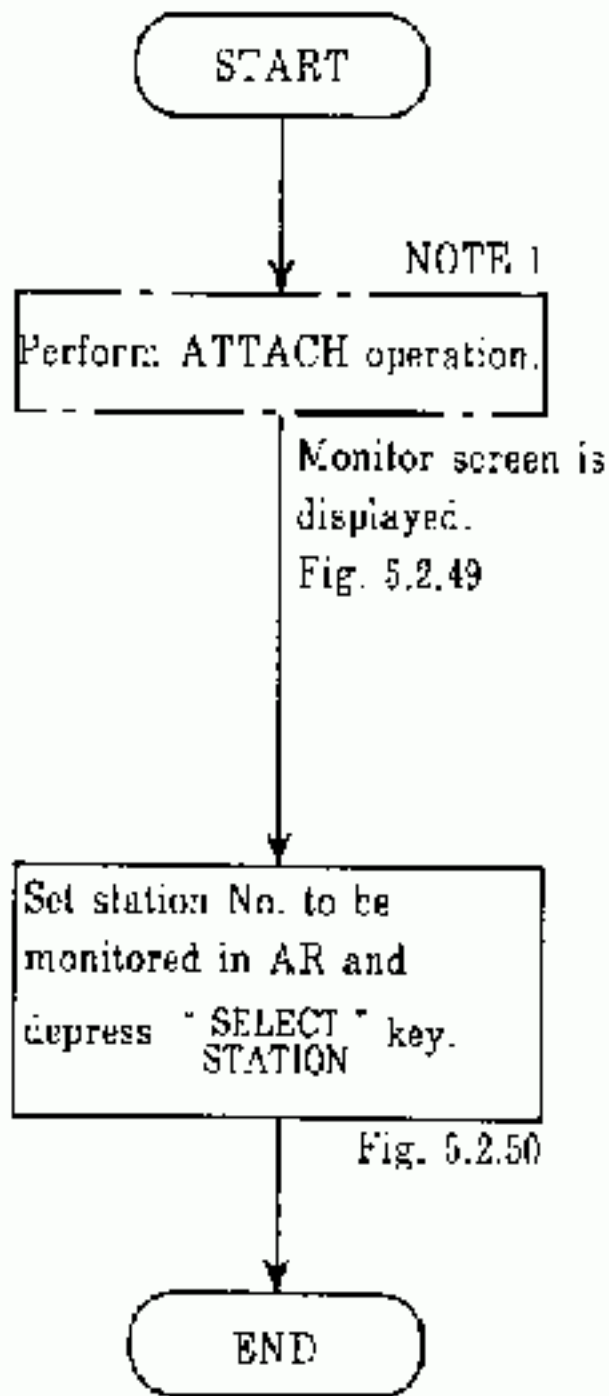 START
NOTE 1
Perform ATTACH operation.
Monitor screen is
displayed.
Fig. 5.2.49
Set station No. to be
monitored in AR and
depress "SELECT STATION" key.
Fig. 5.2.50
END